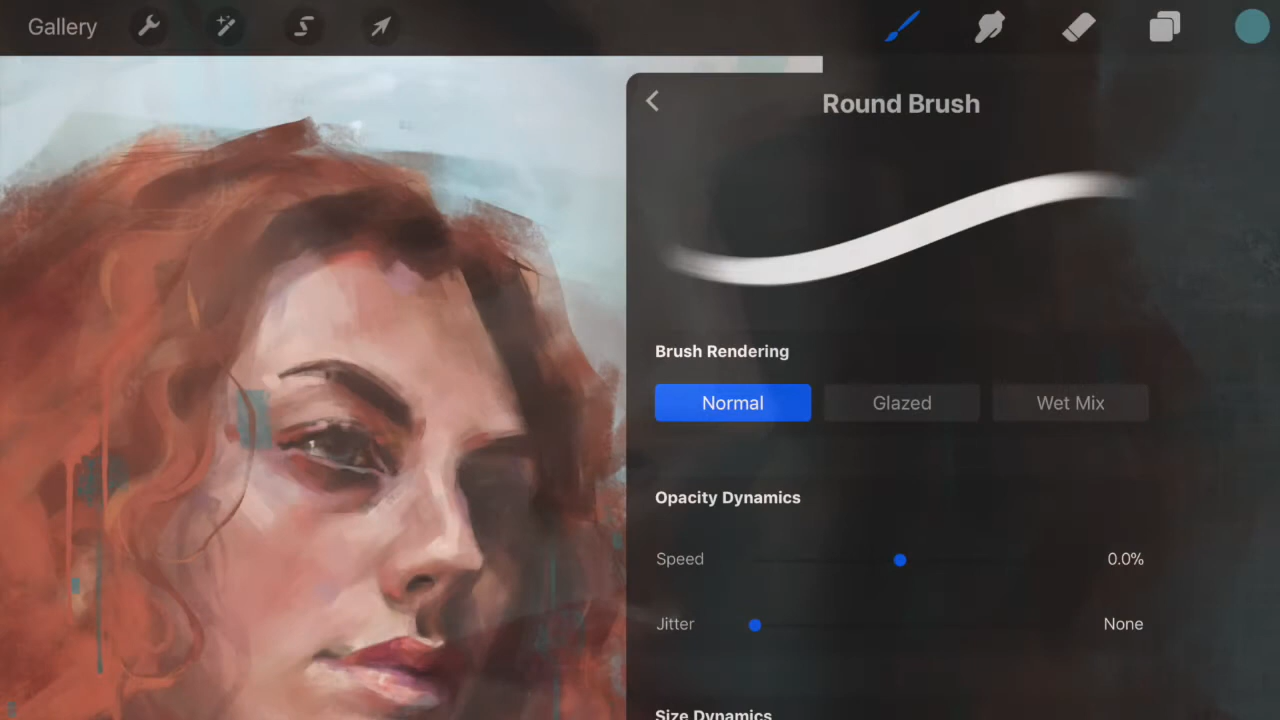 Gallery
Round Brush
Brush Rendering
Normal Glazed Wet Mix
Opacity Dynamics
Speed 0.0%
Jitter None
Size Dynamics